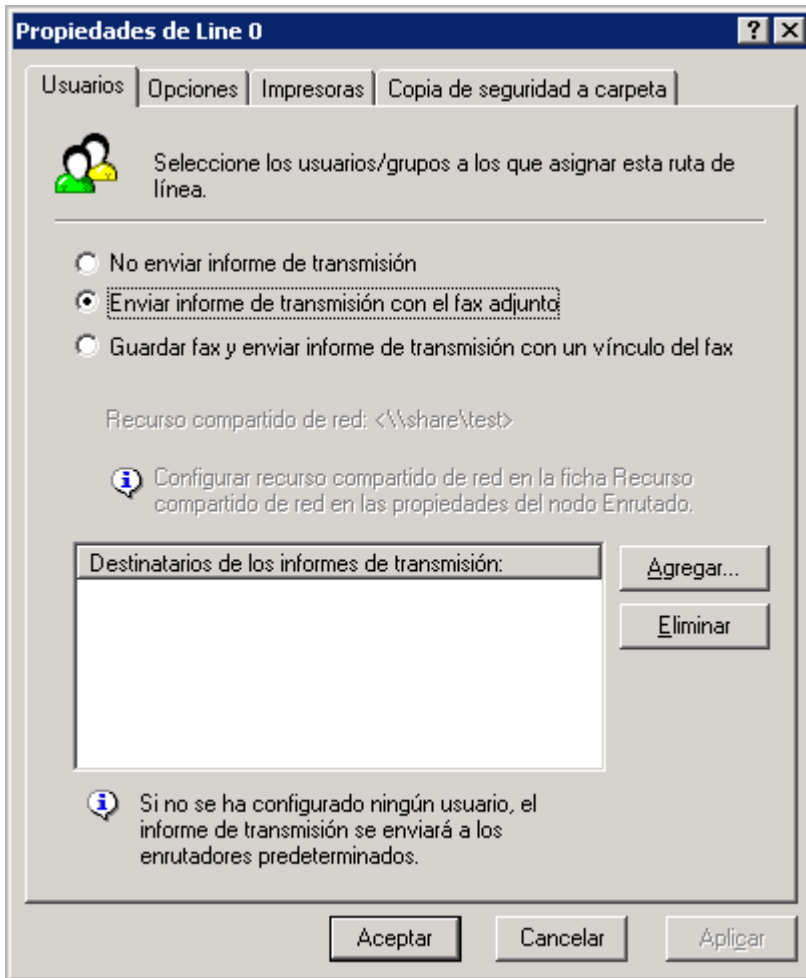 Propiedades de Line 0
Usuarios
Opciones
Impresoras
Copia de seguridad a carpeta
Seleccione los usuarios/grupos a los que asignar esta ruta de
línea.
No enviar informe de transmisión
Enviar informe de transmisión con el fax adjunto
Guardar fax y enviar informe de transmisión con un vínculo del fax
Recurso compartido de red: <\\share\test>
Configurar recurso compartido de red en la ficha Recurso
compartido de red en las propiedades del nodo Enrutado.
Destinatarios de los informes de transmisión:
Agregar...
Eliminar
Si no se ha configurado ningún usuario, el
informe de transmisión se enviará a los
enrutadores predeterminados.
Aceptar
Cancelar
Aplicar